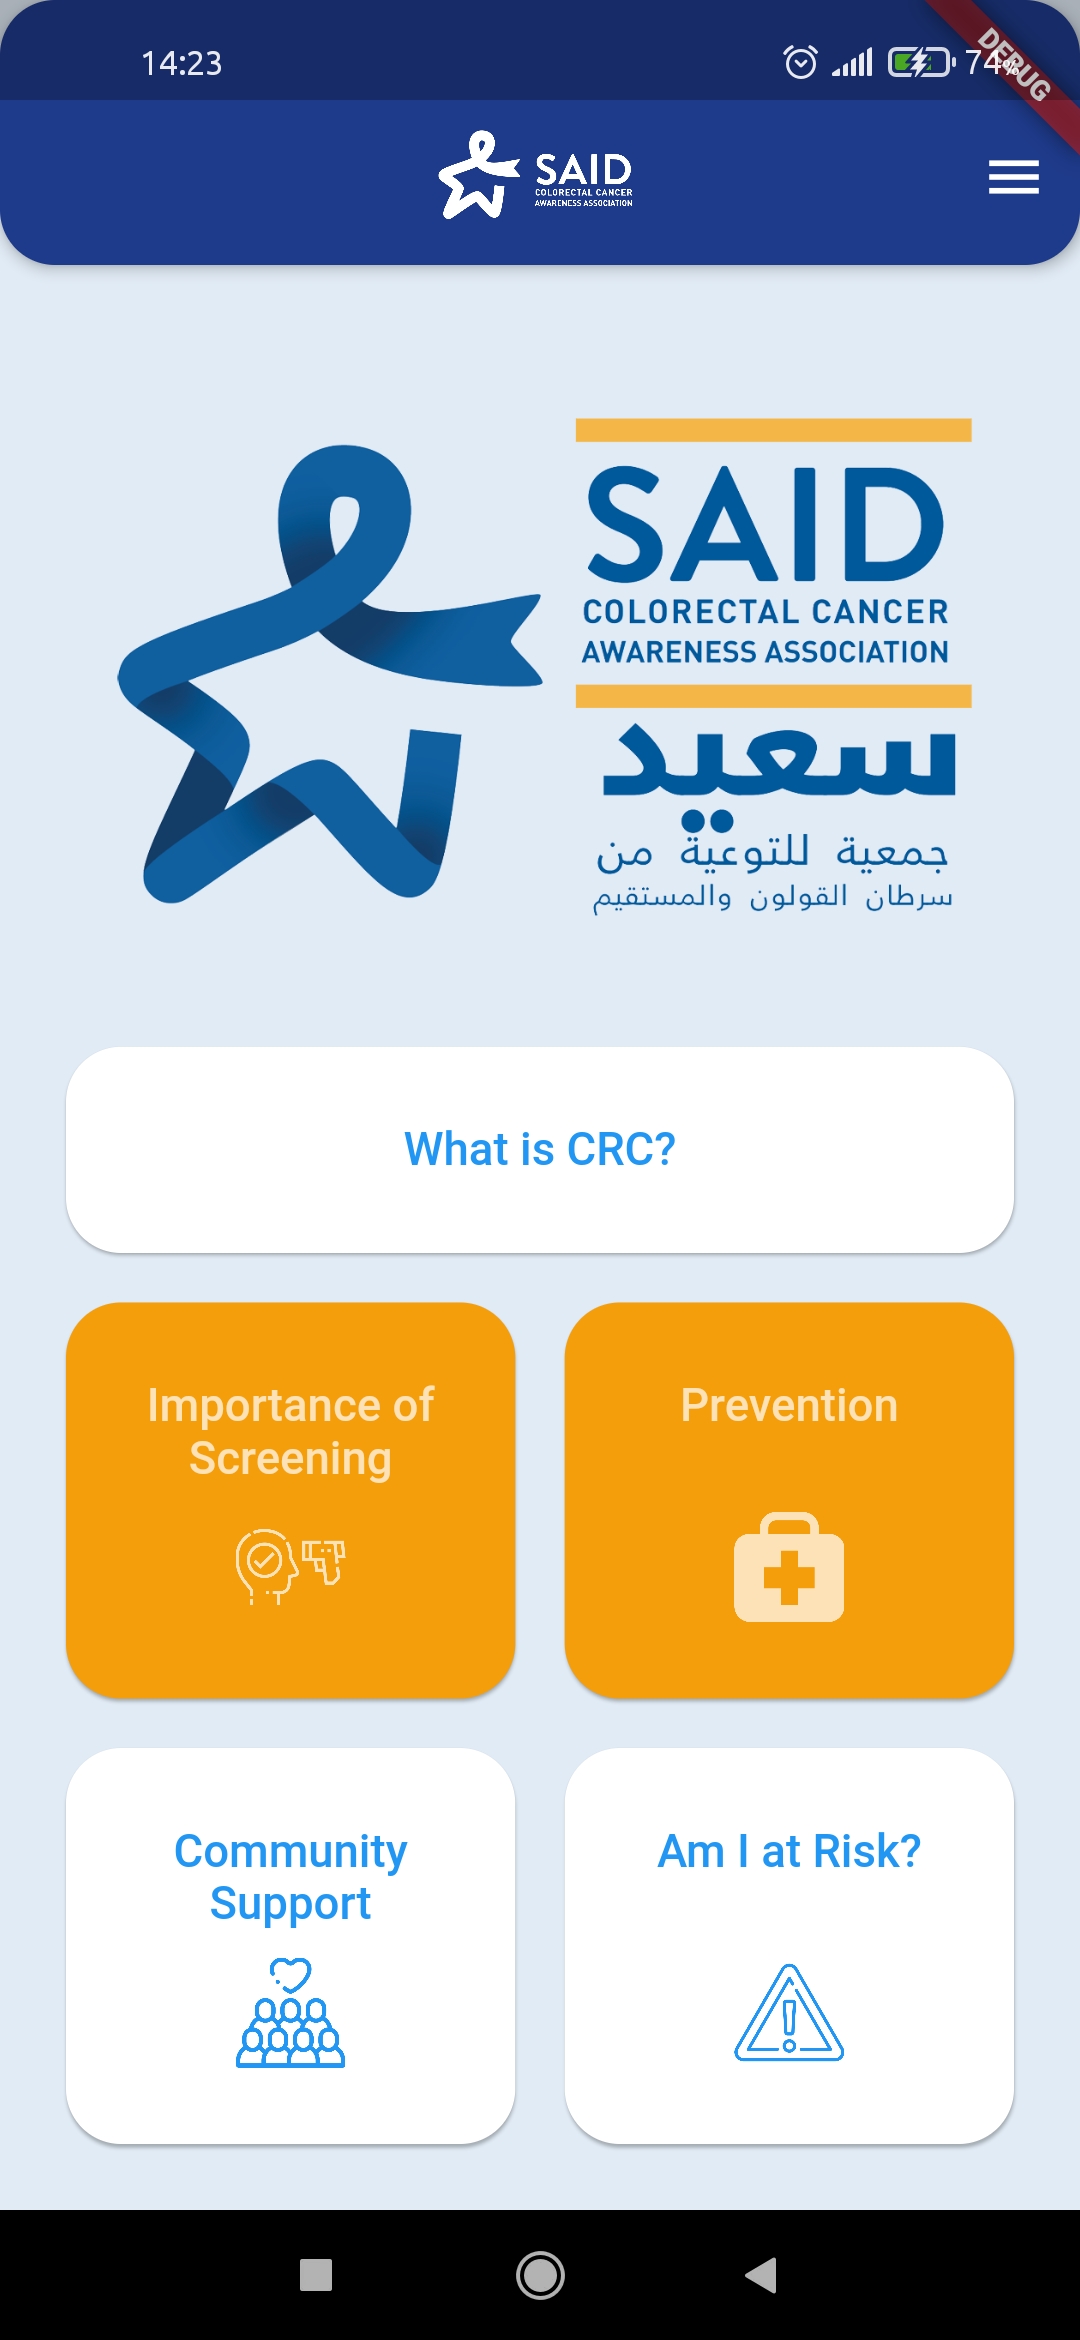 14:23
74%
DEBUG
SAID
COLORECTAL CANCER
AWARENESS ASSOCIATION
SAID
COLORECTAL CANCER
AWARENESS ASSOCIATION
سعيد
جمعية للتوعية من
سرطان القولون والمستقيم
What is CRC?
Importance of
Screening
Prevention
Community
Support
Am I at Risk?